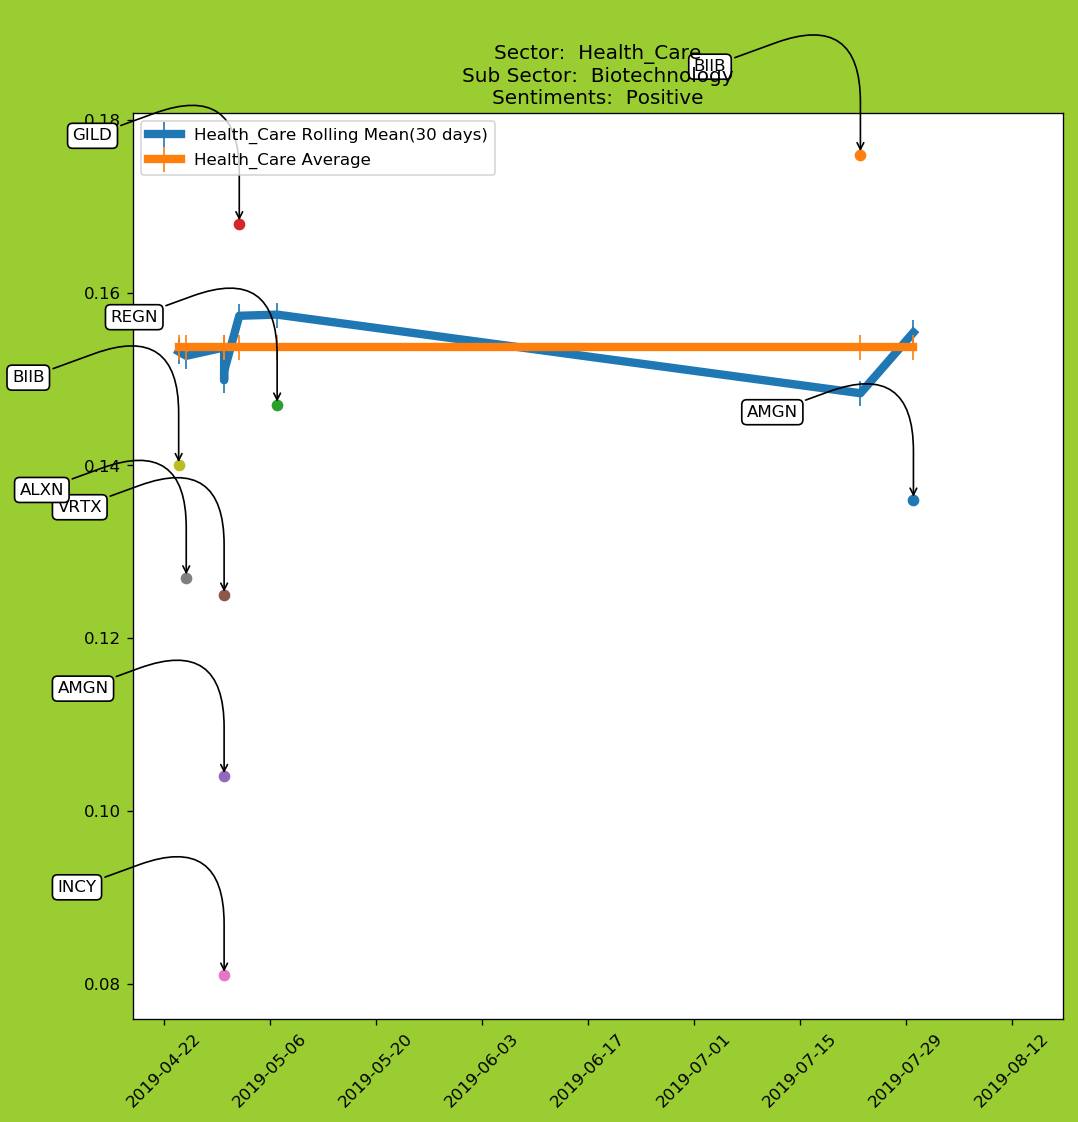 Sector:  Health_Care
Sub Sector:  Biotechnology
Sentiments:  Positive
BIIB
GILD
0.18
Health_Care Rolling Mean(30 days)
Health_Care Average
0.16
REGN
BIIB
AMGN
0.14
ALXN
VRTX
0.12
AMGN
0.10
INCY
0.08
2019-04-22
2019-05-06
2019-05-20
2019-06-03
2019-06-17
2019-07-01
2019-07-15
2019-07-29
2019-08-12